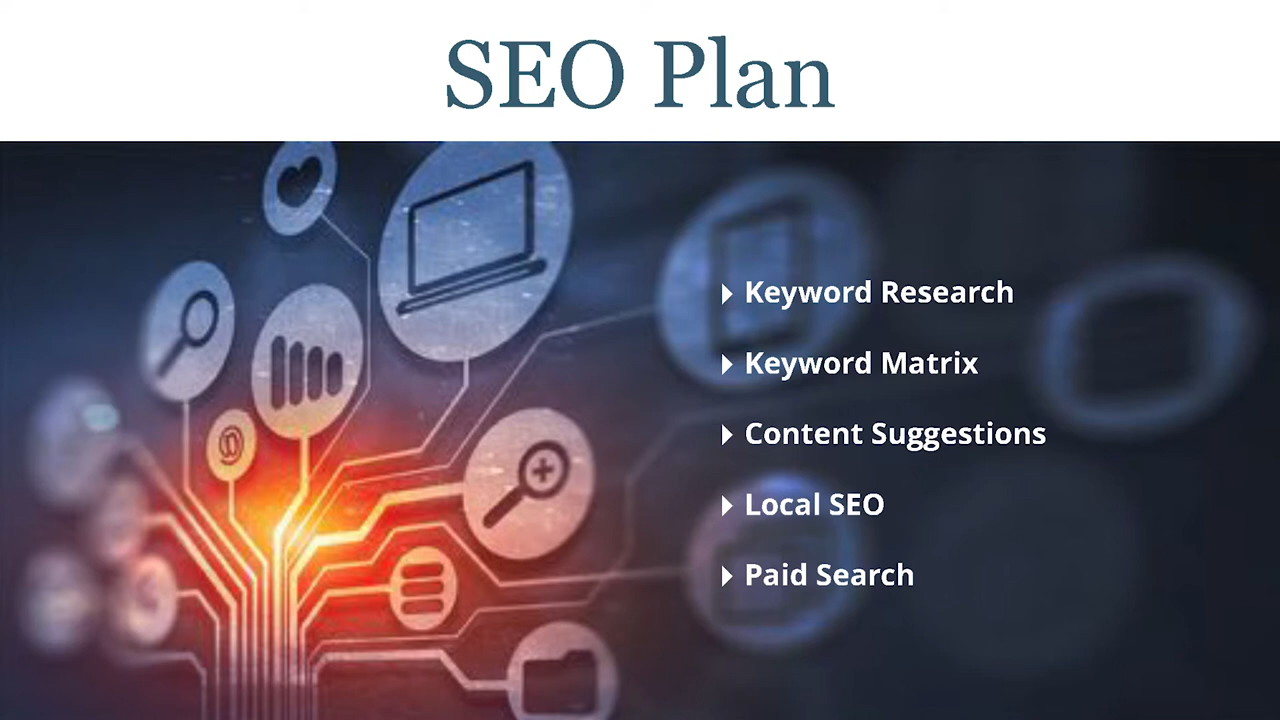 SEO Plan
Keyword Research
Keyword Matrix
Content Suggestions
Local SEO
Paid Search